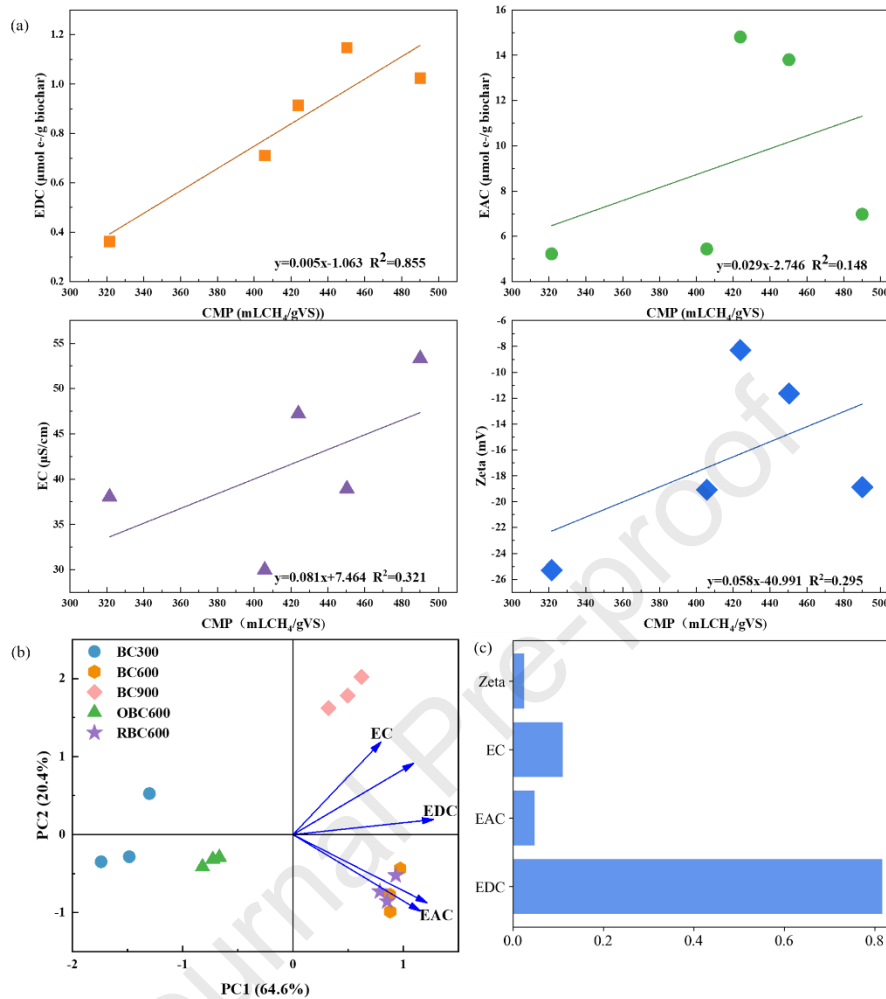 (a)
1.2
1.0
0.8
0.6
0.4
0.2
EDC (μmol e-/g biochar)
y=0.005x-1.063 R²=0.855
300 320 340 360 380 400 420 440 460 480 500
CMP (mLCH₄/gVS))
16
14
12
10
8
6
4
EAC (μmol e-/g biochar)
y=0.029x-2.746 R²=0.148
300 320 340 360 380 400 420 440 460 480 500
CMP (mLCH₄/gVS)
55
50
45
40
35
30
EC (μS/cm)
y=0.081x+7.464 R²=0.321
300 320 340 360 380 400 420 440 460 480 500
CMP（mLCH₄/gVS)
-6
-8
-10
-12
-14
-16
-18
-20
-22
-24
-26
Zeta (mV)
y=0.058x-40.991 R²=0.295
300 320 340 360 380 400 420 440 460 480 500
CMP（mLCH₄/gVS)
(b)
BC300
BC600
BC900
OBC600
RBC600
2
1
0
-1
PC2 (20.4%)
EC
EDC
EAC
-2 -1 0 1
PC1 (64.6%)
(c)
Zeta
EC
EAC
EDC
0.0 0.2 0.4 0.6 0.8
Journal Pre-proof